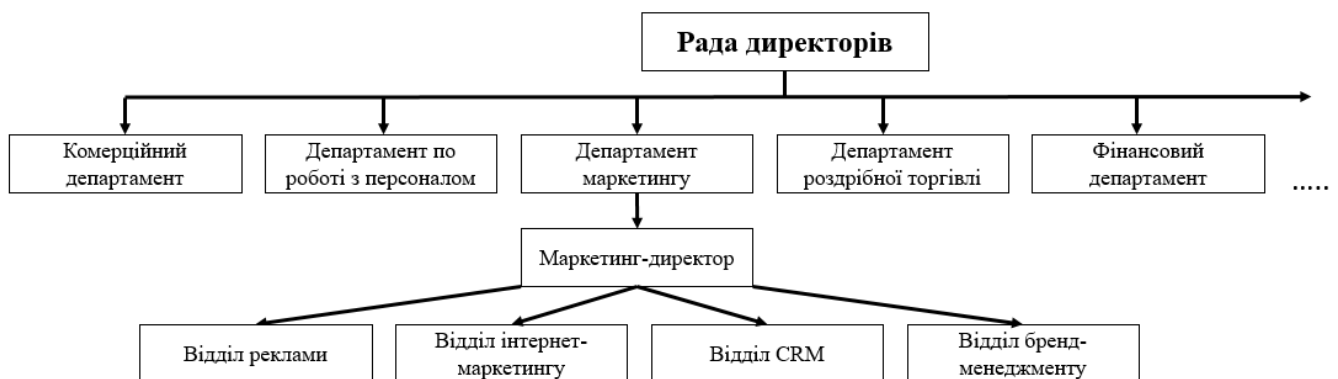 Рада директорів
Комерційний
департамент
Департамент по
роботі з персоналом
Департамент
маркетингу
Департамент
роздрібної торгівлі
Фінансовий
департамент
.....
Маркетинг-директор
Відділ реклами
Відділ інтернет-
маркетингу
Відділ CRM
Відділ бренд-
менеджменту